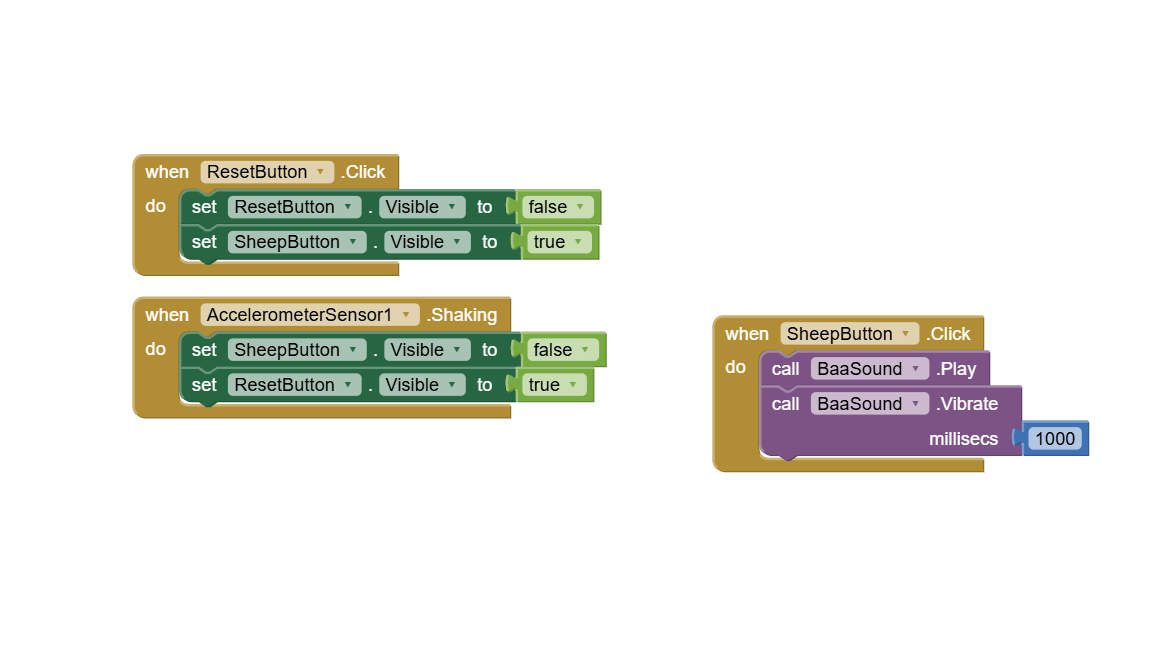 when ResetButton .Click
do set ResetButton . Visible to false
set SheepButton . Visible to true
when AccelerometerSensor1 .Shaking
do set SheepButton . Visible to false
set ResetButton . Visible to true
when SheepButton .Click
do call BaaSound .Play
call BaaSound .Vibrate
millisecs 1000